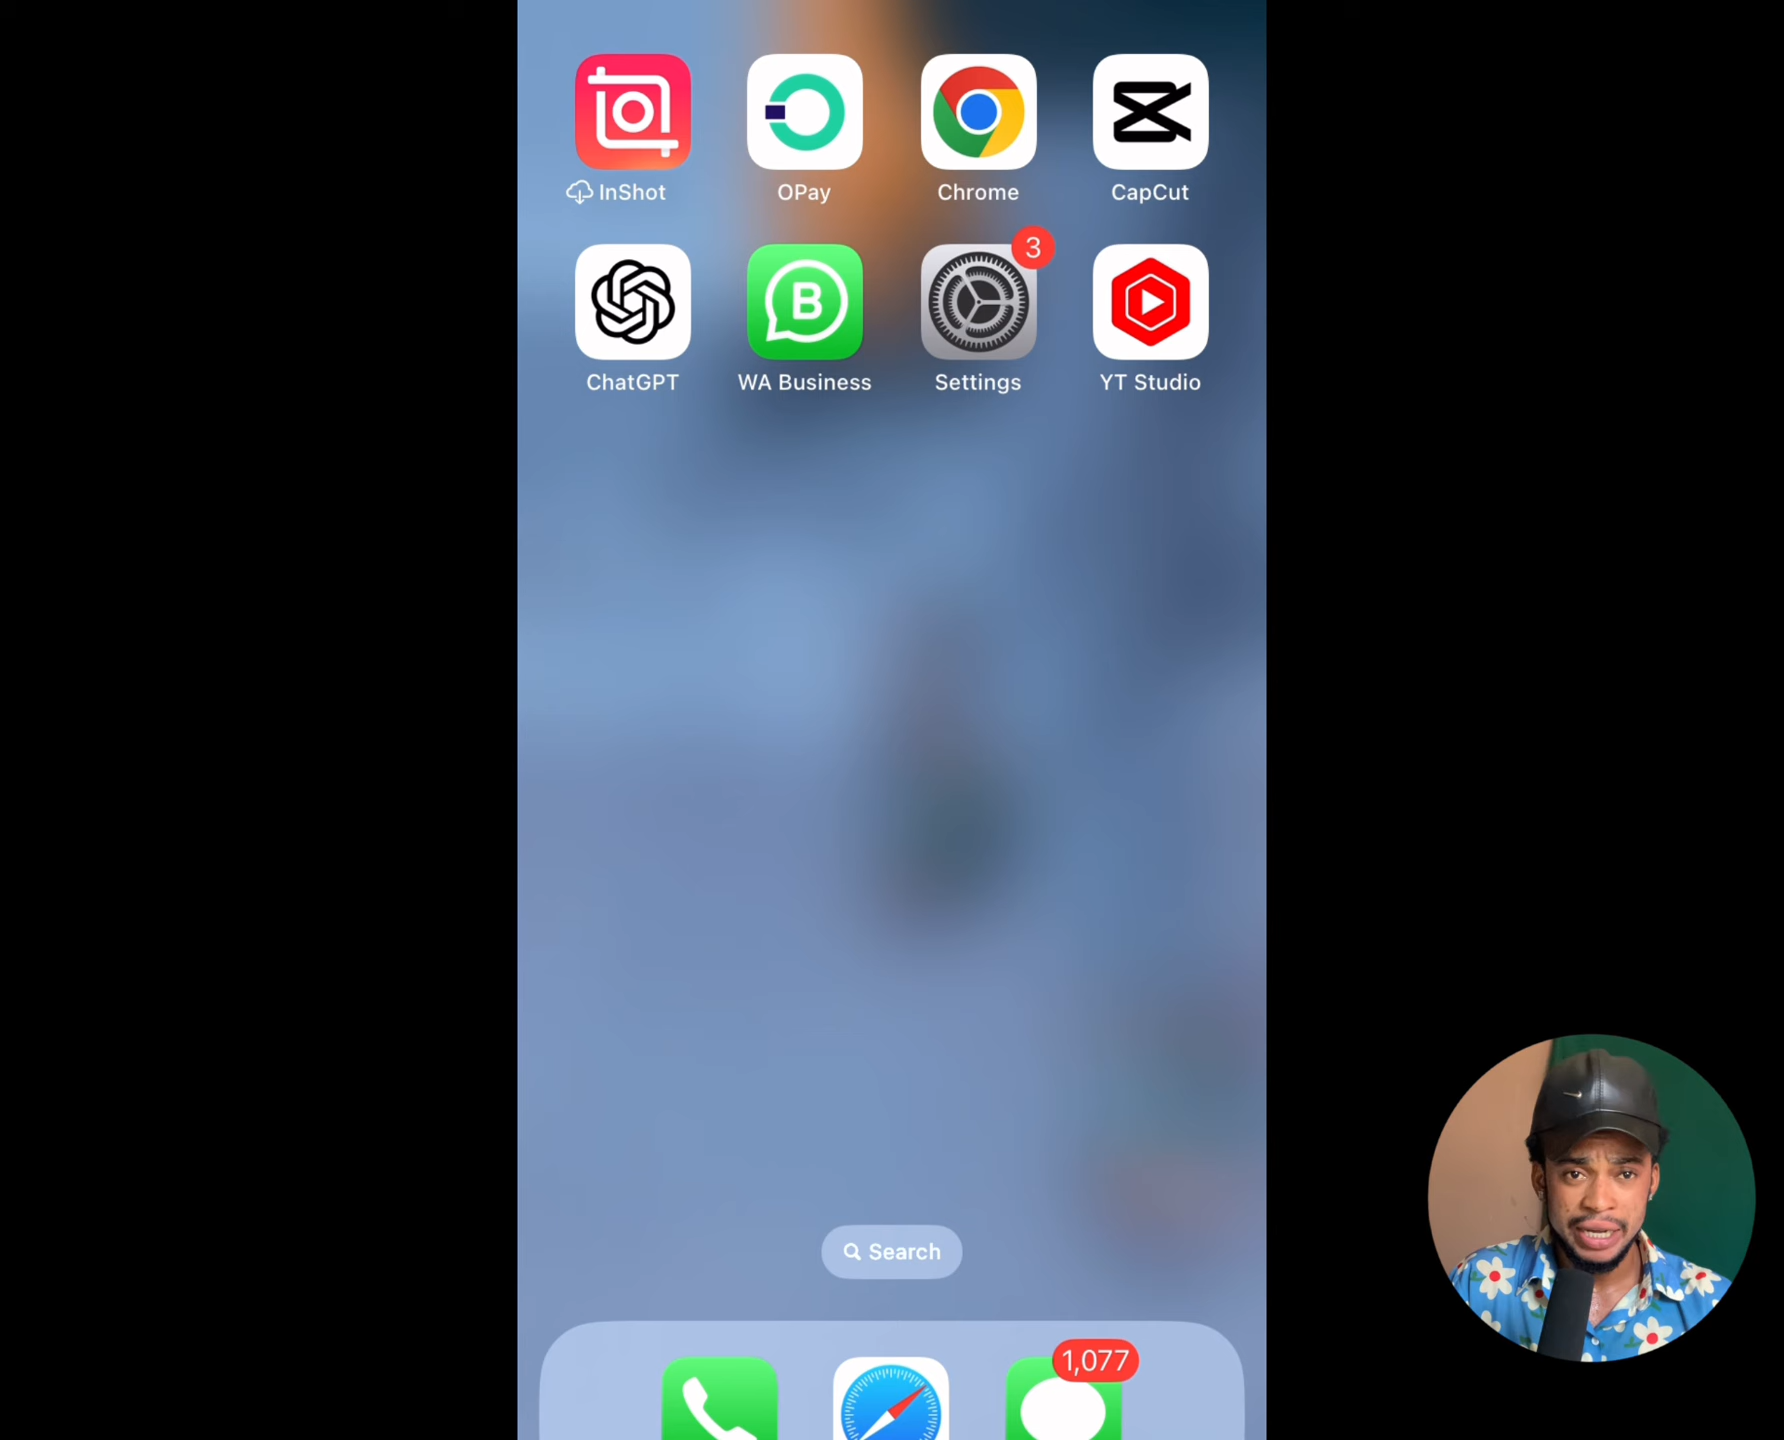 InShot OPay Chrome CapCut
3
ChatGPT WA Business Settings YT Studio
Search
1,077